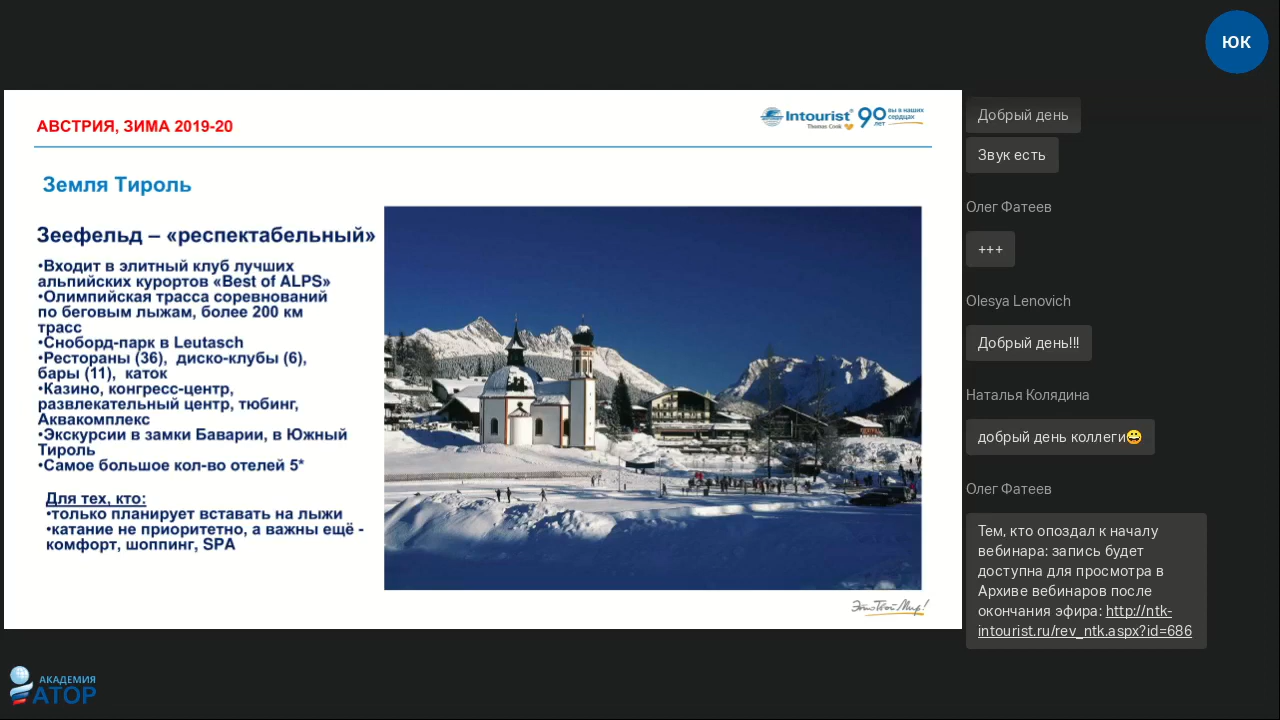 ЮК
АВСТРИЯ, ЗИМА 2019-20
Intourist
Thomas Cook
90 лет
вы в наших
сердцах
Земля Тироль
Зеефельд – «респектабельный»
•Входит в элитный клуб лучших
альпийских курортов «Best of ALPS»
•Олимпийская трасса соревнований
по беговым лыжам, более 200 км
трасс
•Сноборд-парк в Leutasch
•Рестораны (36), диско-клубы (6),
бары (11), каток
•Казино, конгресс-центр,
развлекательный центр, тюбинг,
Аквакомплекс
•Экскурсии в замки Баварии, в Южный
Тироль
•Самое большое кол-во отелей 5*
Для тех, кто:
•только планирует вставать на лыжи
•катание не приоритетно, а важны ещё -
комфорт, шоппинг, SPA
Это Твой Мир!
АКАДЕМИЯ
АТОР
Добрый день
Звук есть
Олег Фатеев
+++
Olesya Lenovich
Добрый день!!!
Наталья Колядина
добрый день коллеги😀
Олег Фатеев
Тем, кто опоздал к началу
вебинара: запись будет
доступна для просмотра в
Архиве вебинаров после
окончания эфира: http://ntk-
intourist.ru/rev_ntk.aspx?id=686